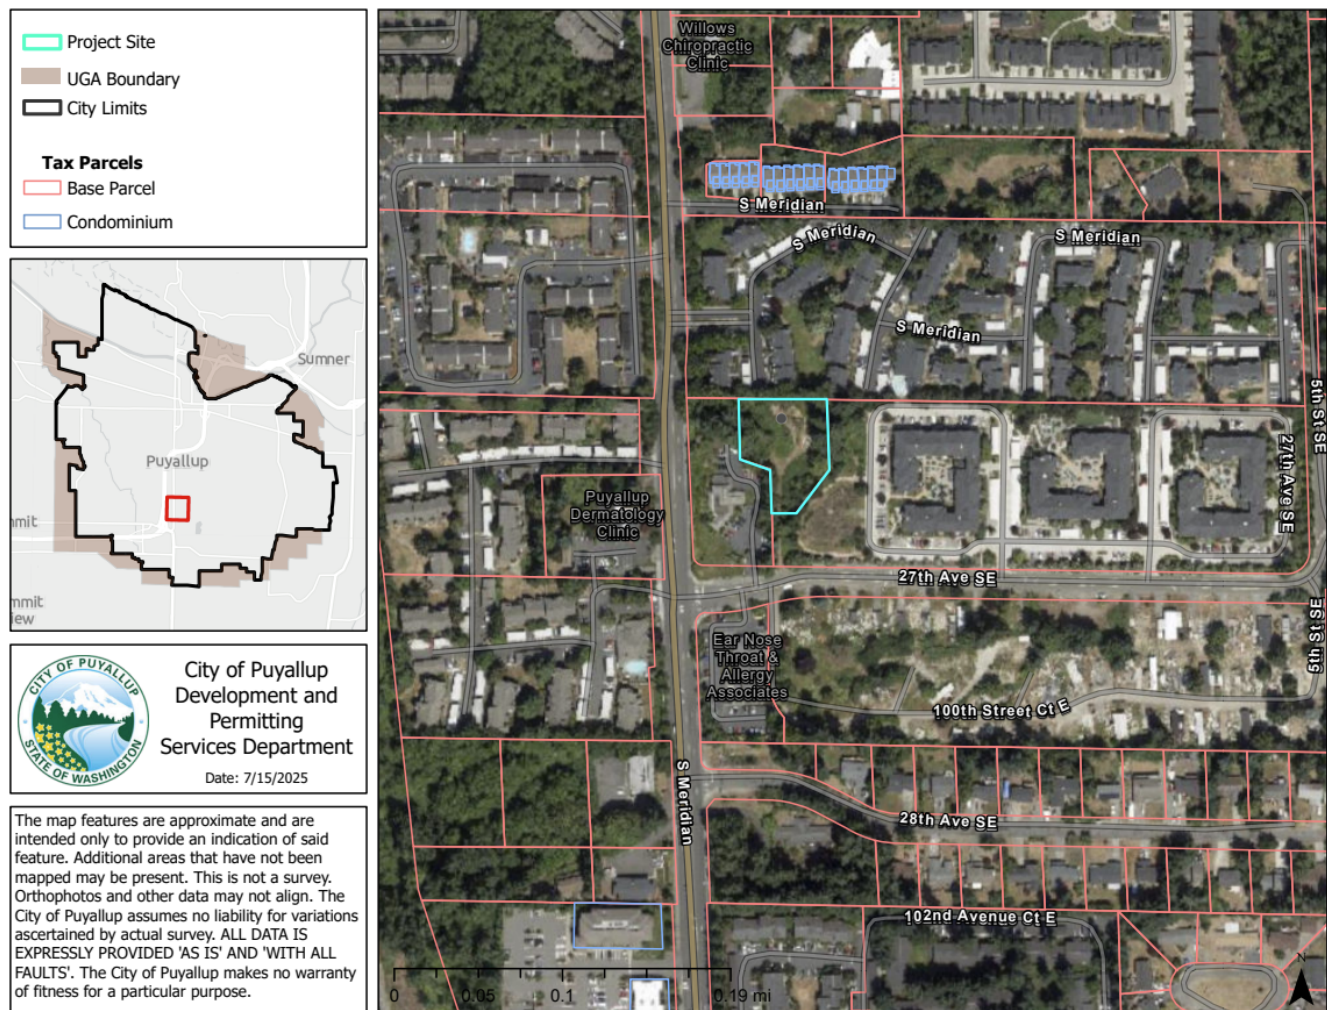 Project Site
UGA Boundary
City Limits
Tax Parcels
Base Parcel
Condominium
Sumner
Puyallup
mmit
mmit
iew
CITY OF PUYALLUP
STATE OF WASHINGTON
City of Puyallup
Development and
Permitting
Services Department
Date: 7/15/2025
The map features are approximate and are
intended only to provide an indication of said
feature. Additional areas that have not been
mapped may be present. This is not a survey.
Orthophotos and other data may not align. The
City of Puyallup assumes no liability for variations
ascertained by actual survey. ALL DATA IS
EXPRESSLY PROVIDED 'AS IS' AND 'WITH ALL
FAULTS'. The City of Puyallup makes no warranty
of fitness for a particular purpose.
Willows
Chiropractic
Clinic
S Meridian
S Meridian
S Meridian
S Meridian
5th St SE
27th Ave SE
Puyallup
Dermatology
Clinic
27th Ave SE
5th St SE
Ear Nose
Throat &
Allergy
Associates
100th Street Ct E
S Meridian
28th Ave SE
102nd Avenue Ct E
0 0.05 0.1 0.19 mi
N